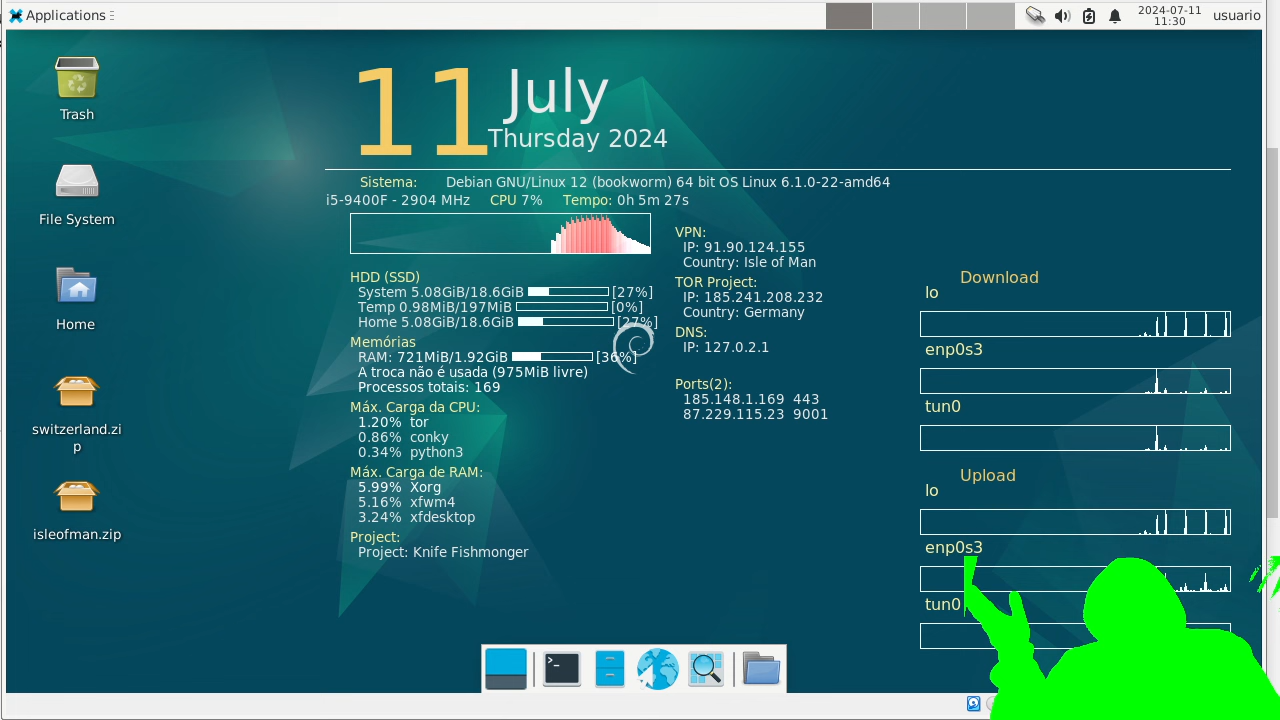 Applications
2024-07-11
11:30
usuario
Trash
File System
Home
switzerland.zi
p
isleofman.zip
11
July
Thursday 2024
Sistema: Debian GNU/Linux 12 (bookworm) 64 bit OS Linux 6.1.0-22-amd64
i5-9400F - 2904 MHz CPU 7% Tempo: 0h 5m 27s
HDD (SSD)
System 5.08GiB/18.6GiB [27%]
Temp 0.98MiB/197MiB [0%]
Home 5.08GiB/18.6GiB [27%]
Memórias
RAM: 721MiB/1.92GiB [36%]
A troca não é usada (975MiB livre)
Processos totais: 169
Máx. Carga da CPU:
1.20% tor
0.86% conky
0.34% python3
Máx. Carga de RAM:
5.99% Xorg
5.16% xfwm4
3.24% xfdesktop
Project:
Project: Knife Fishmonger
VPN:
IP: 91.90.124.155
Country: Isle of Man
TOR Project:
IP: 185.241.208.232
Country: Germany
DNS:
IP: 127.0.2.1
Ports(2):
185.148.1.169 443
87.229.115.23 9001
Download
lo
enp0s3
tun0
Upload
lo
enp0s3
tun0